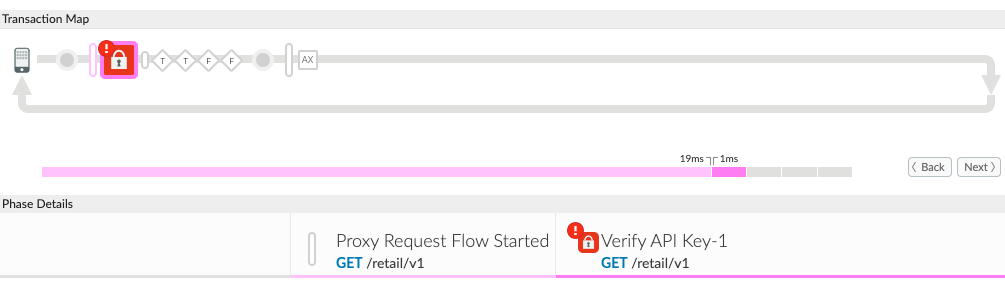 Transaction Map
!
T T F F
AX
19ms 1ms
Back Next
Phase Details
Proxy Request Flow Started
GET /retail/v1
!
Verify API Key-1
GET /retail/v1